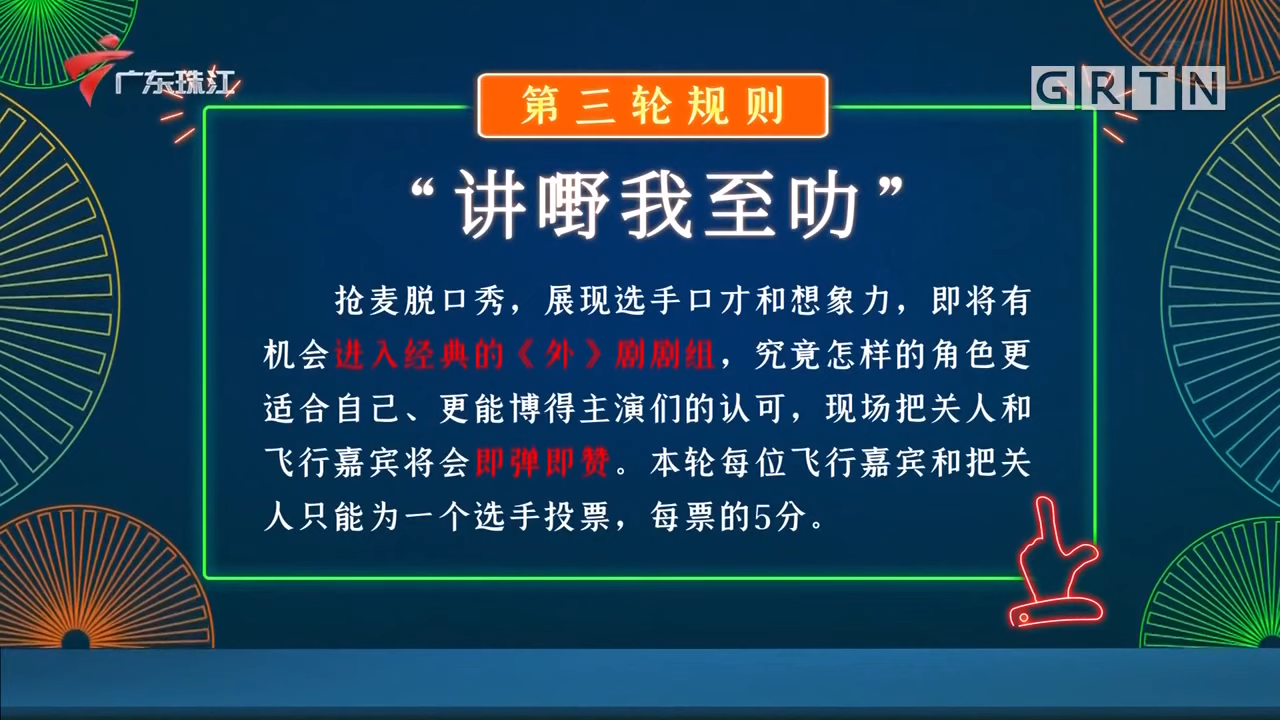 广东珠江
GRTN
第三轮规则
“讲嘢我至叻”
抢麦脱口秀，展现选手口才和想象力，即将有
机会进入经典的《外》剧剧组，究竟怎样的角色更
适合自己、更能博得主演们的认可，现场把关人和
飞行嘉宾将会即弹即赞。本轮每位飞行嘉宾和把关
人只能为一个选手投票，每票的5分。